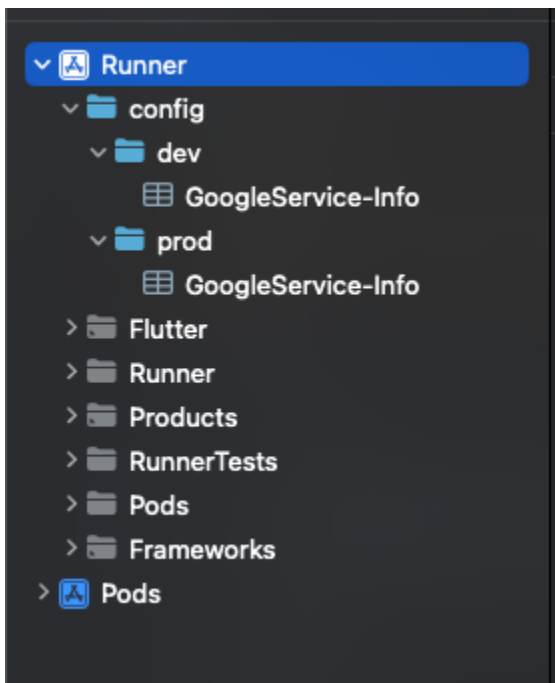 Runner
config
dev
GoogleService-Info
prod
GoogleService-Info
Flutter
Runner
Products
RunnerTests
Pods
Frameworks
Pods